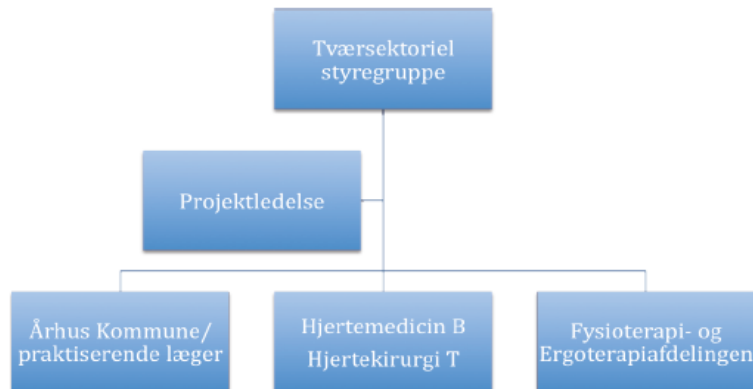 Tværsektoriel
styregruppe
Projektledelse
Århus Kommune/
praktiserende læger
Hjertemedicin B
Hjertekirurgi T
Fysioterapi- og
Ergoterapiafdelingen